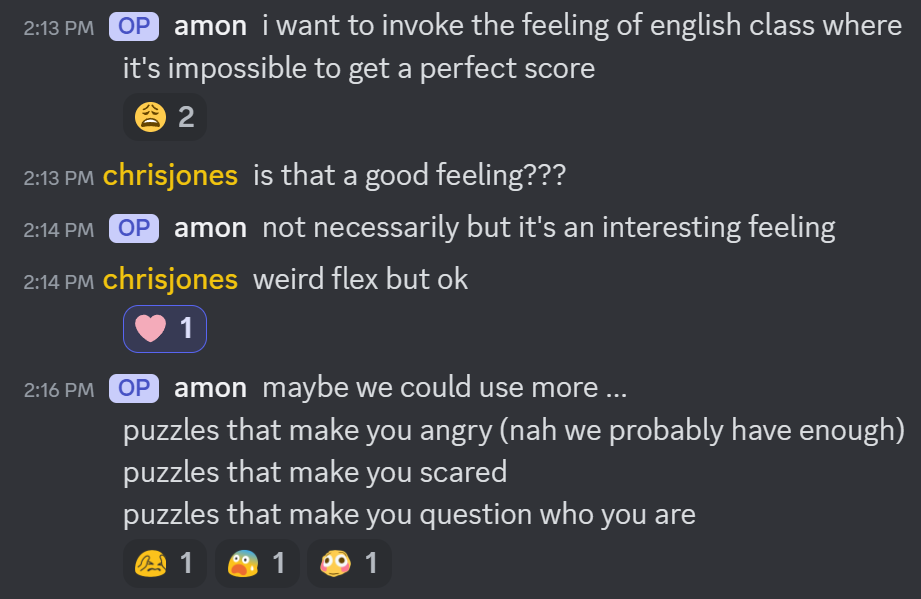 2:13 PM OP amon i want to invoke the feeling of english class where
it's impossible to get a perfect score
😩 2
2:13 PM chrisjones is that a good feeling???
2:14 PM OP amon not necessarily but it's an interesting feeling
2:14 PM chrisjones weird flex but ok
🩷 1
2:16 PM OP amon maybe we could use more ...
puzzles that make you angry (nah we probably have enough)
puzzles that make you scared
puzzles that make you question who you are
1 😰 1 😳 1